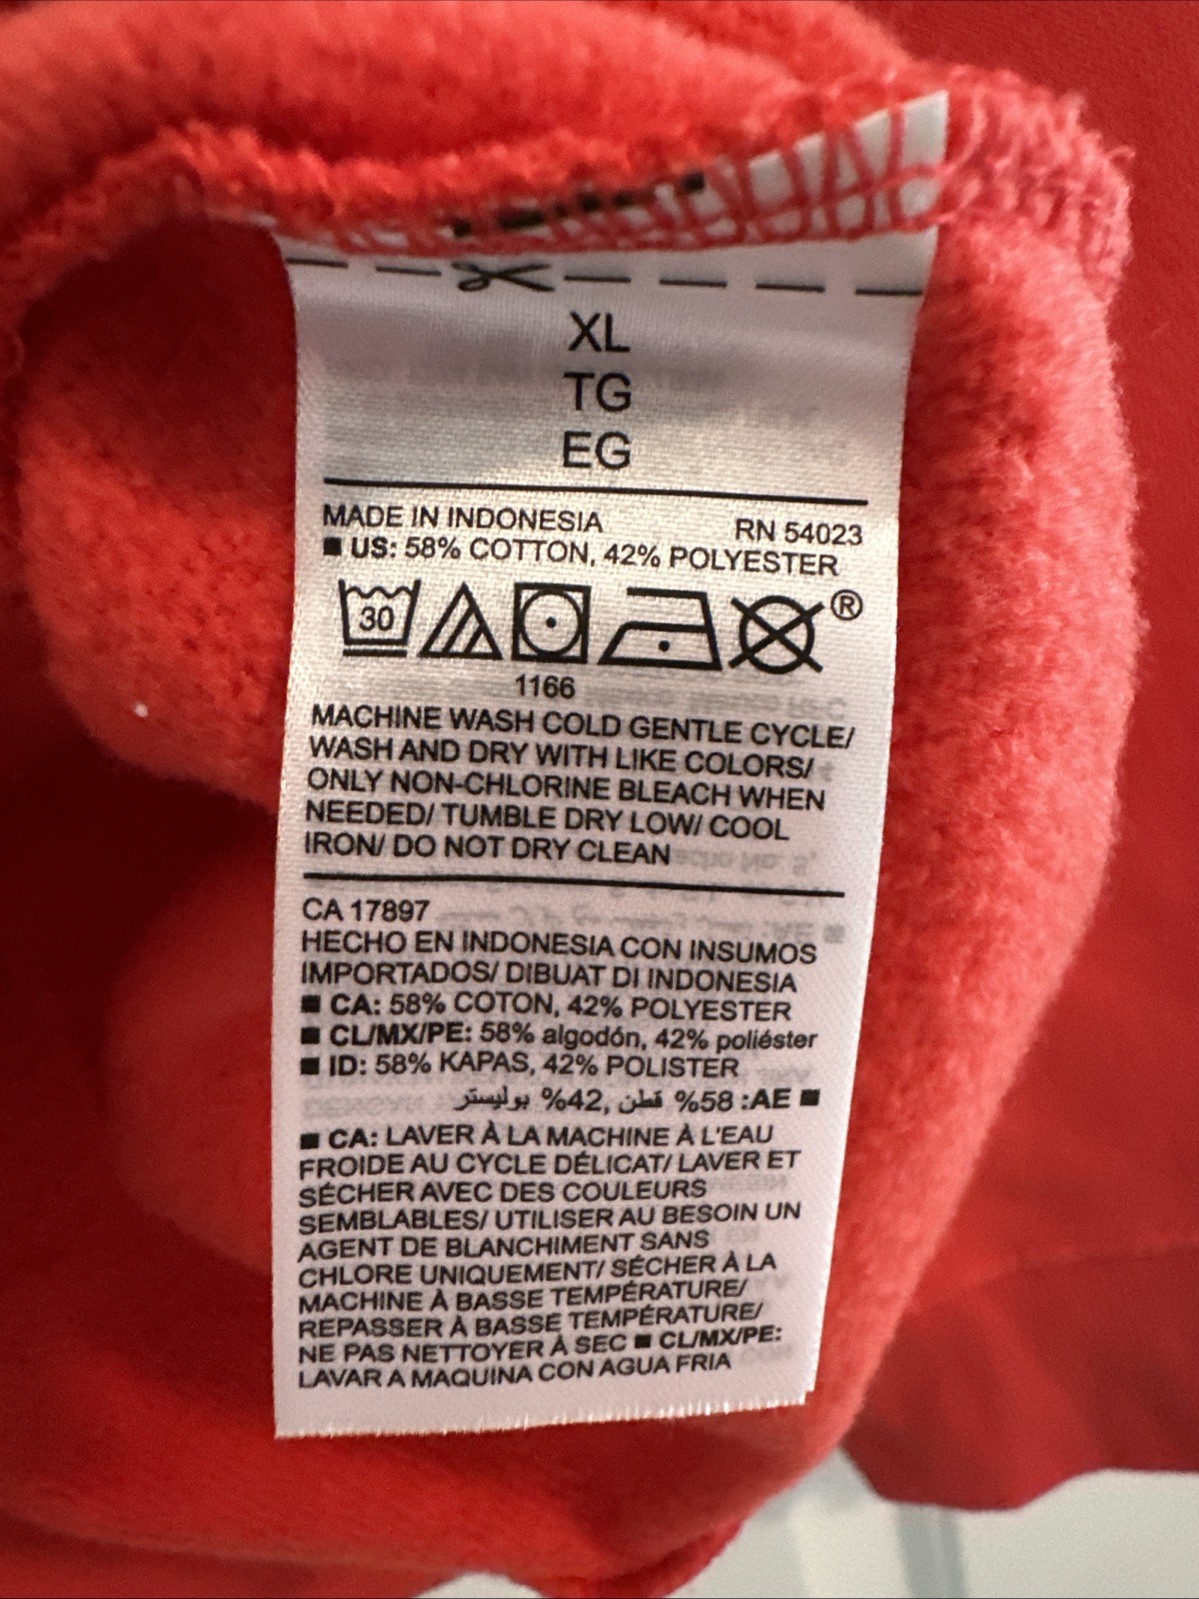 XL
TG
EG
MADE IN INDONESIA RN 54023
■ US: 58% COTTON, 42% POLYESTER
30 ®
1166
MACHINE WASH COLD GENTLE CYCLE/
WASH AND DRY WITH LIKE COLORS/
ONLY NON-CHLORINE BLEACH WHEN
NEEDED/ TUMBLE DRY LOW/ COOL
IRON/ DO NOT DRY CLEAN
CA 17897
HECHO EN INDONESIA CON INSUMOS
IMPORTADOS/ DIBUAT DI INDONESIA
■ CA: 58% COTON, 42% POLYESTER
■ CL/MX/PE: 58% algodón, 42% poliéster
■ ID: 58% KAPAS, 42% POLISTER
■ AE: 58% قطن, 42% بوليستر
■ CA: LAVER À LA MACHINE À L'EAU
FROIDE AU CYCLE DÉLICAT/ LAVER ET
SÉCHER AVEC DES COULEURS
SEMBLABLES/ UTILISER AU BESOIN UN
AGENT DE BLANCHIMENT SANS
CHLORE UNIQUEMENT/ SÉCHER À LA
MACHINE À BASSE TEMPÉRATURE/
REPASSER À BASSE TEMPÉRATURE/
NE PAS NETTOYER À SEC ■ CL/MX/PE:
LAVAR A MAQUINA CON AGUA FRIA